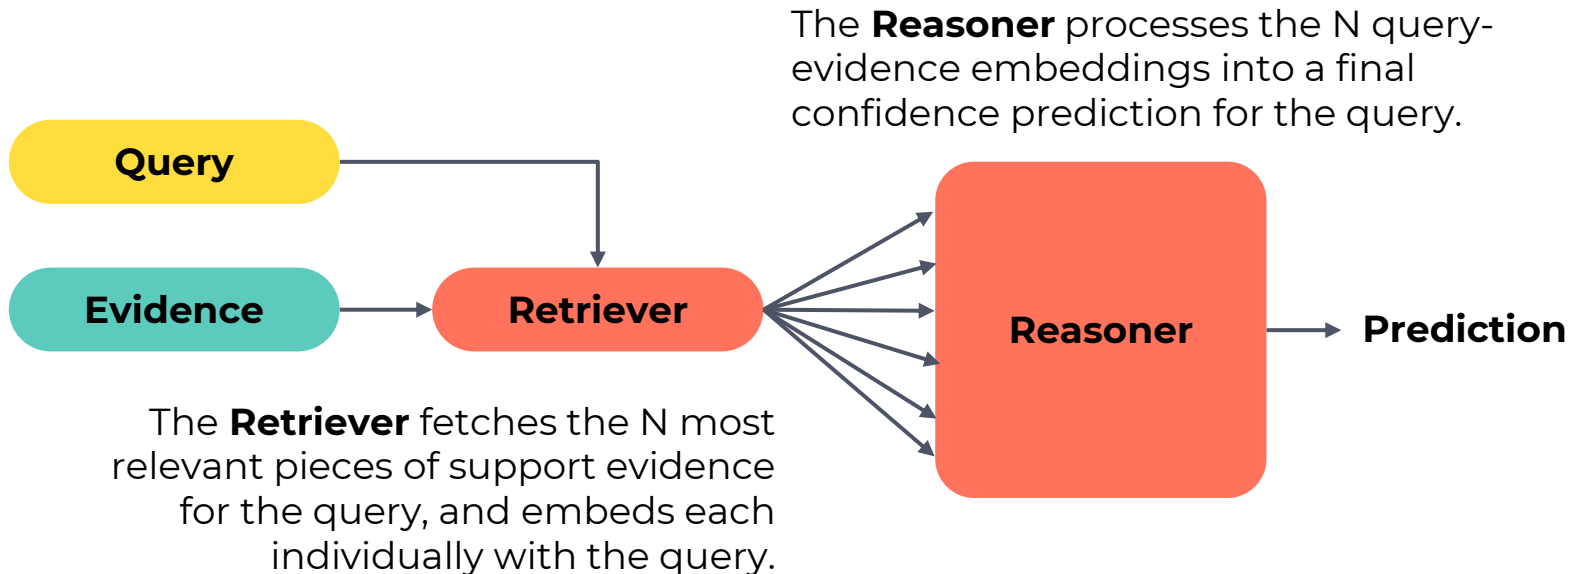 The Reasoner processes the N query-
evidence embeddings into a final
confidence prediction for the query.
Query
Evidence
Retriever
Reasoner
Prediction
The Retriever fetches the N most
relevant pieces of support evidence
for the query, and embeds each
individually with the query.